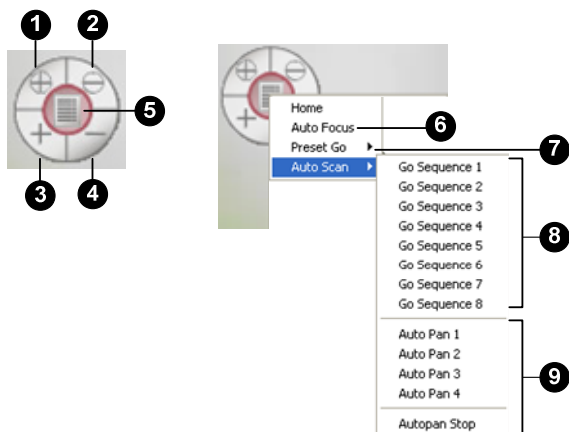 1
2
3
4
5
Home
Auto Focus
6
Preset Go
7
Auto Scan
Go Sequence 1
Go Sequence 2
Go Sequence 3
Go Sequence 4
Go Sequence 5
Go Sequence 6
Go Sequence 7
Go Sequence 8
8
Auto Pan 1
Auto Pan 2
Auto Pan 3
Auto Pan 4
9
Autopan Stop